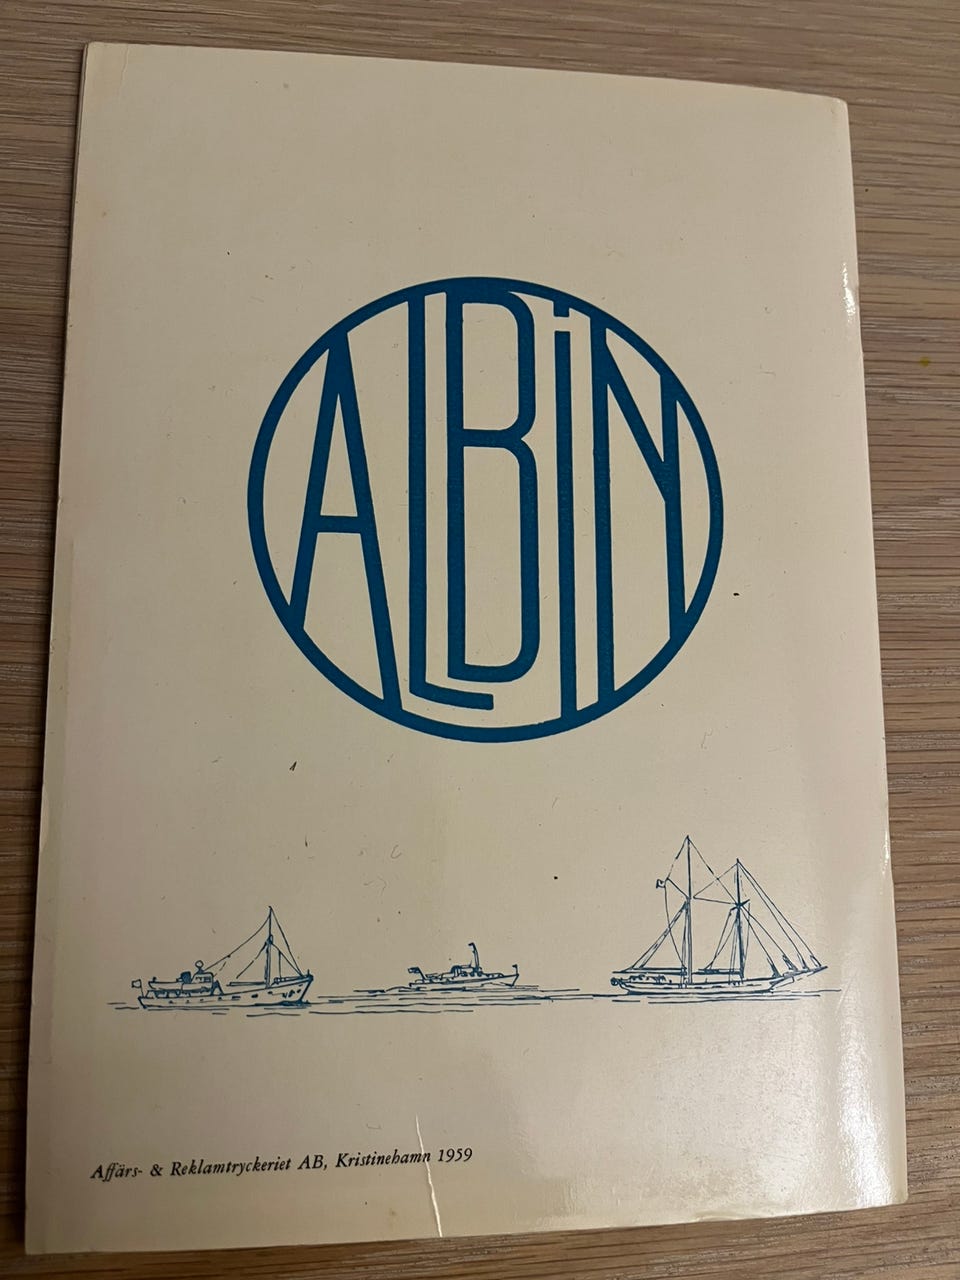 ALBiN
Affärs- & Reklamtryckeriet AB, Kristinehamn 1959